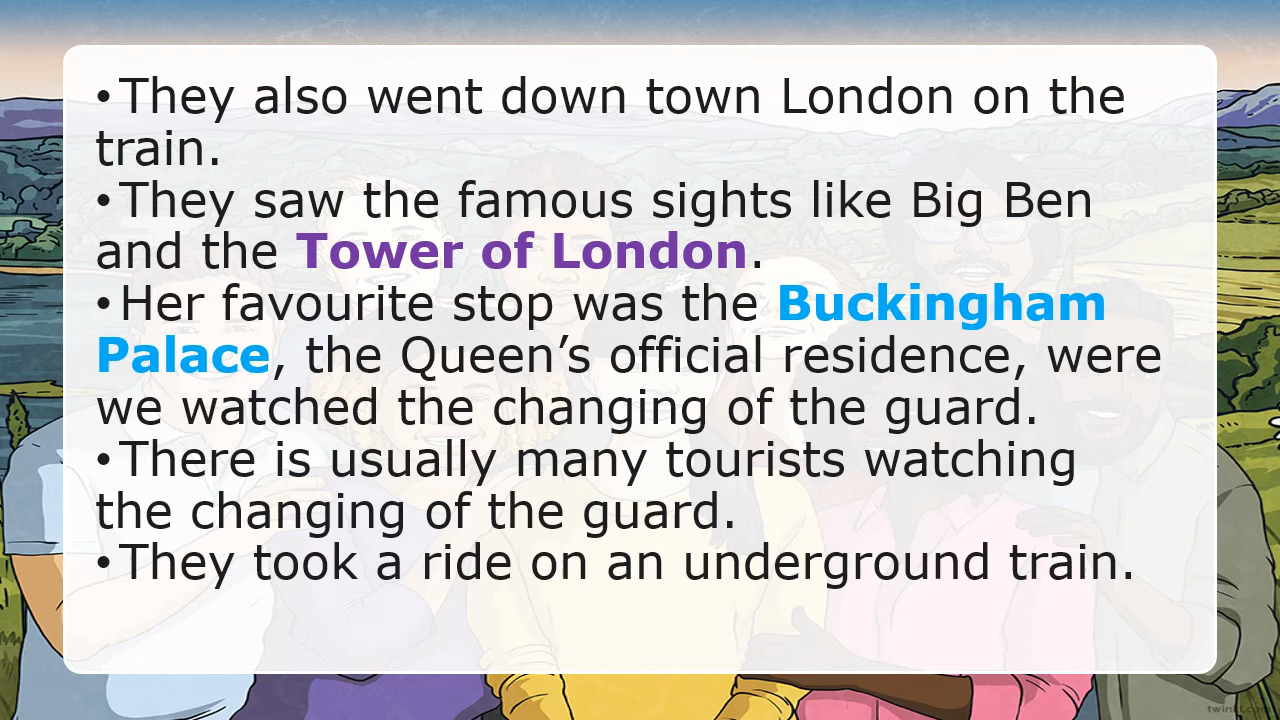 •They also went down town London on the
train.
•They saw the famous sights like Big Ben
and the Tower of London.
•Her favourite stop was the Buckingham
Palace, the Queen’s official residence, were
we watched the changing of the guard.
•There is usually many tourists watching
the changing of the guard.
•They took a ride on an underground train.
twinkl.com